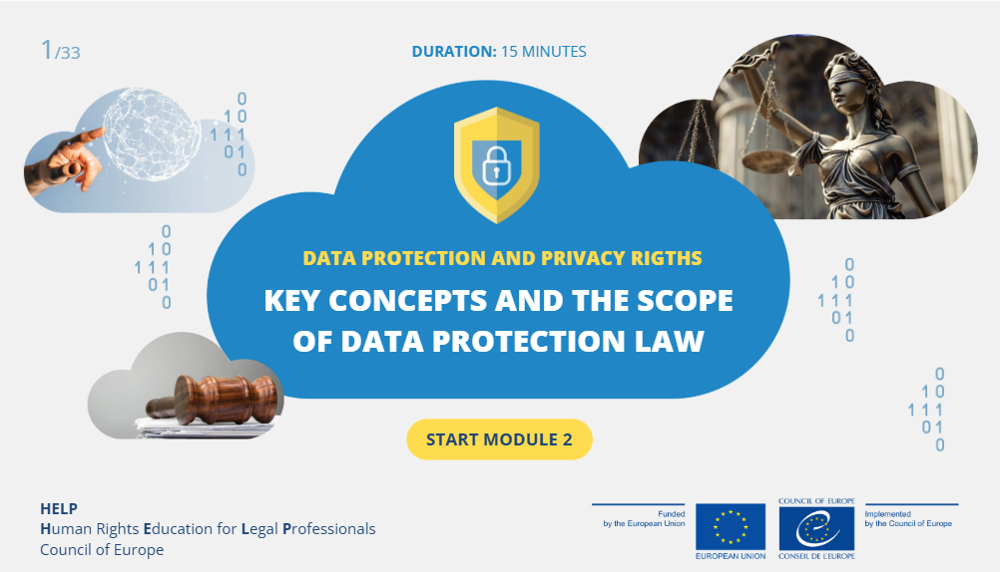 1/33
DURATION: 15 MINUTES
0
10
111
01
0
0
10
111
01
0
DATA PROTECTION AND PRIVACY RIGTHS
KEY CONCEPTS AND THE SCOPE
OF DATA PROTECTION LAW
0
10
111
01
0
0
10
111
01
0
START MODULE 2
HELP
Human Rights Education for Legal Professionals
Council of Europe
Funded
by the European Union
EUROPEAN UNION
COUNCIL OF EUROPE
CONSEIL DE L'EUROPE
Implemented
by the Council of Europe